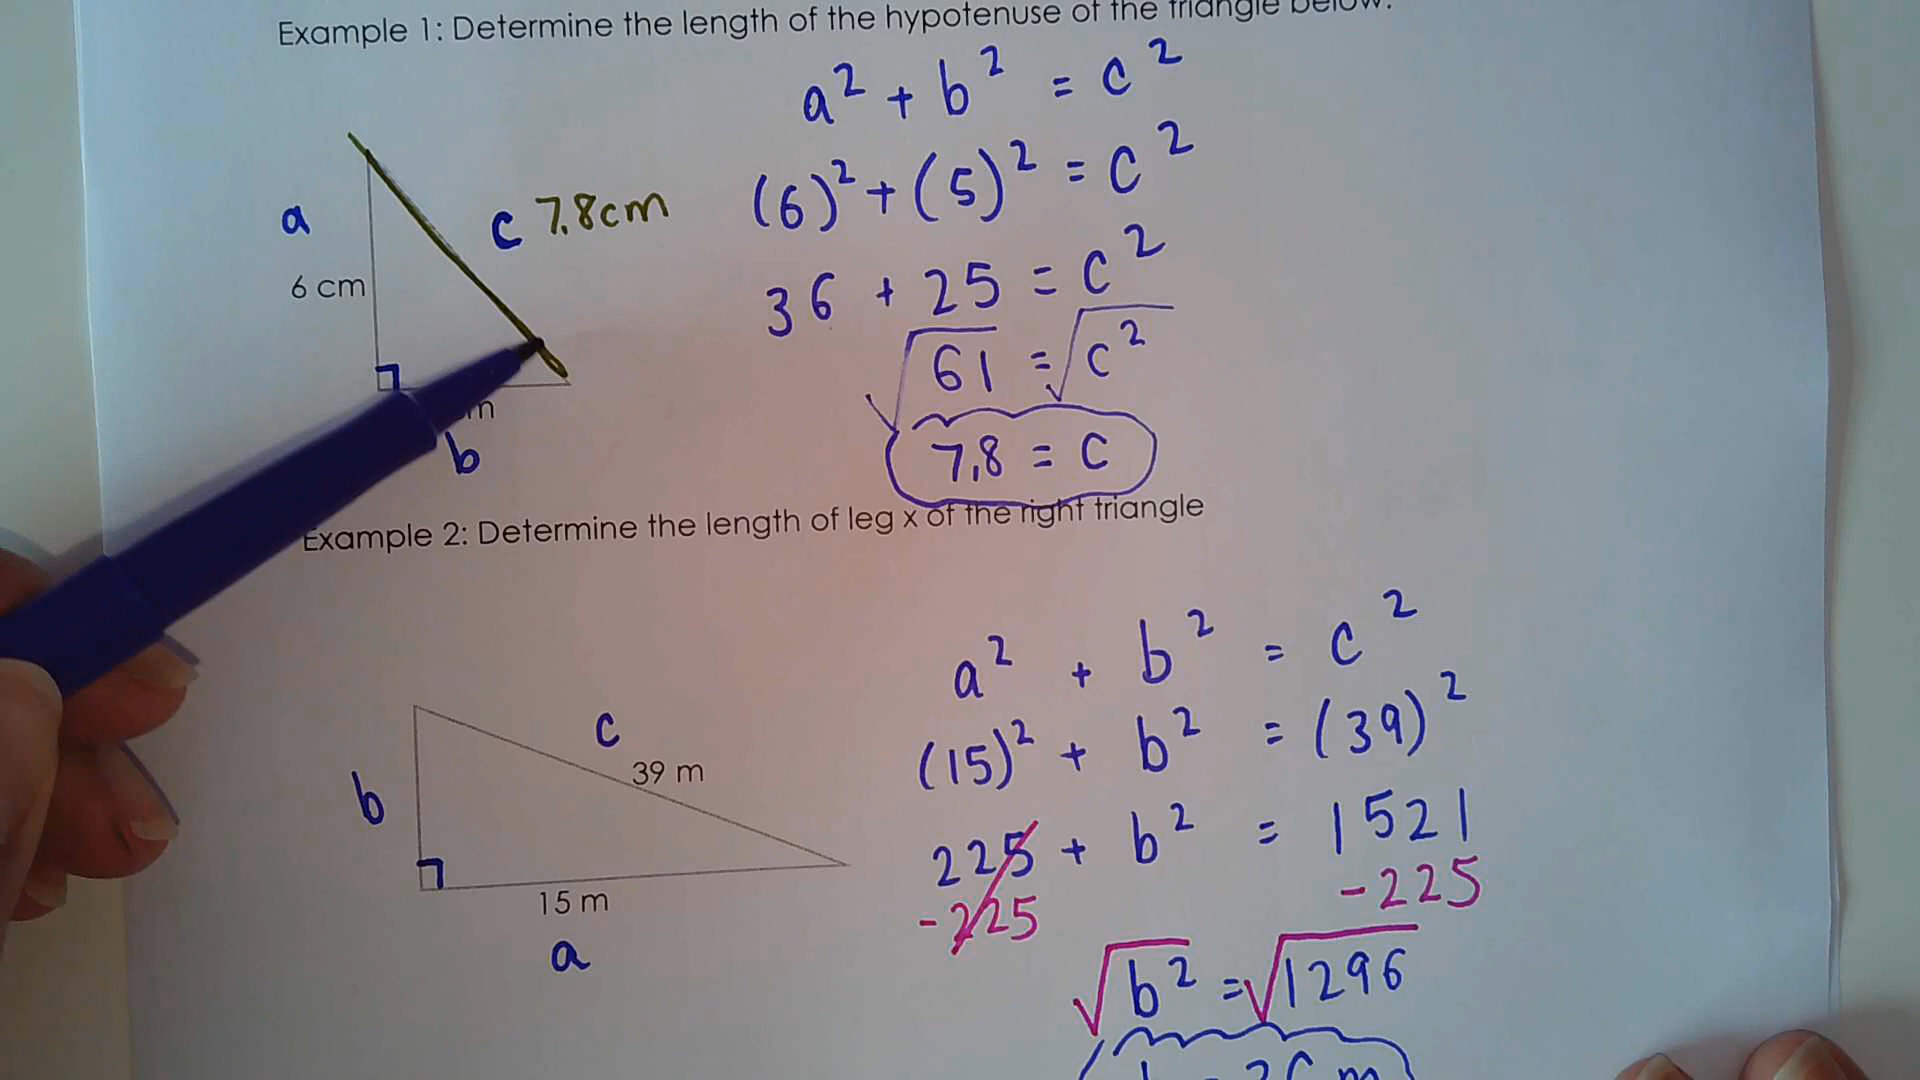 Example 1: Determine the length of the hypotenuse of the triangle below.
a² + b² = c²
(6)² + (5)² = c²
36 + 25 = c²
√61 = √c²
7.8 = c
a
6 cm
c 7.8cm
m
b
Example 2: Determine the length of leg x of the right triangle
c
39 m
b
15 m
a
a² + b² = c²
(15)² + b² = (39)²
225 + b² = 1521
-225 -225
√b² = √1296